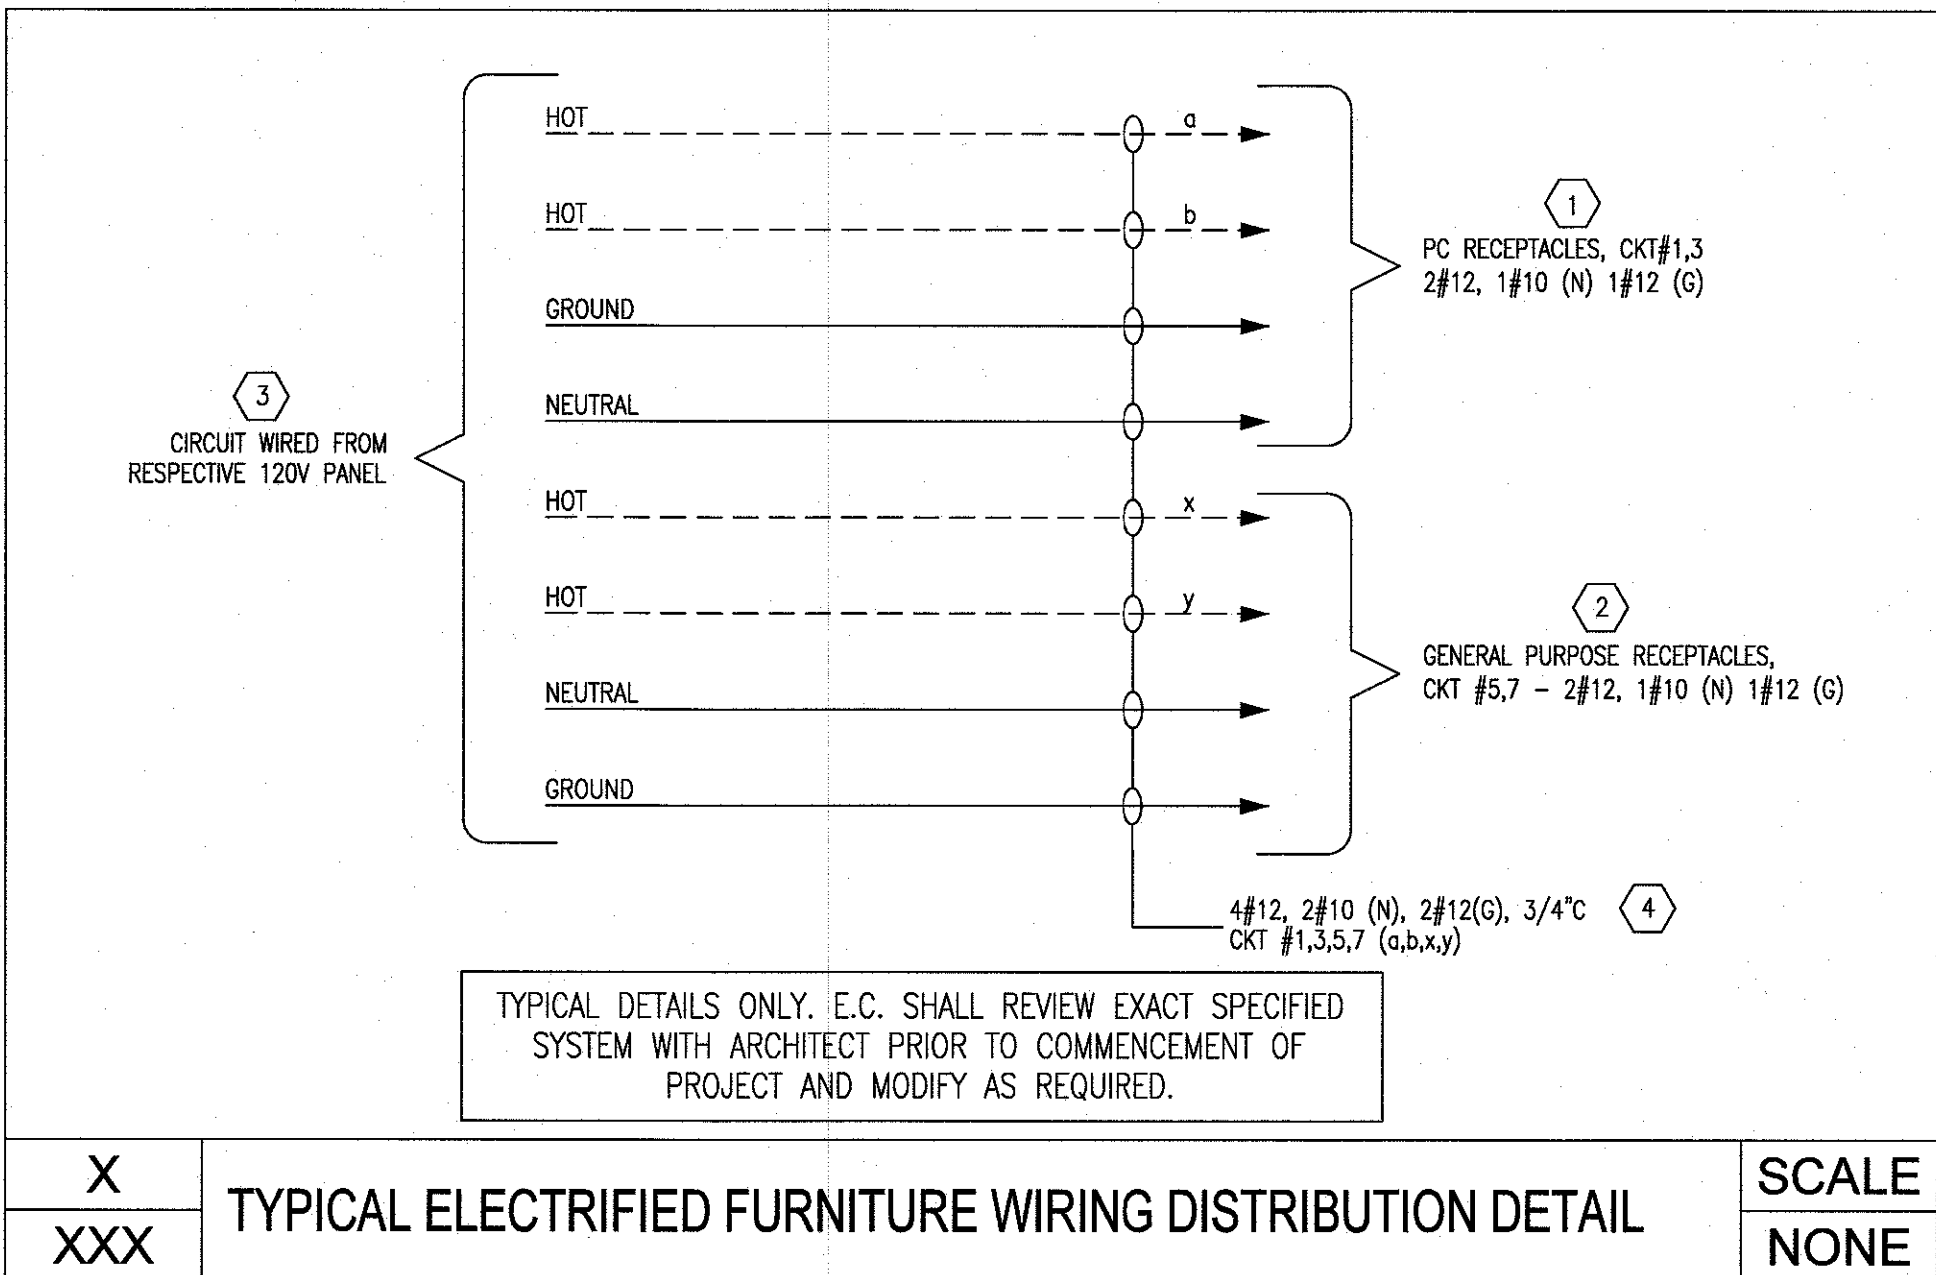 HOT
a
HOT
b
GROUND
NEUTRAL
1
PC RECEPTACLES, CKT#1,3
2#12, 1#10 (N) 1#12 (G)
3
CIRCUIT WIRED FROM
RESPECTIVE 120V PANEL
HOT
x
HOT
y
NEUTRAL
GROUND
2
GENERAL PURPOSE RECEPTACLES,
CKT #5,7 – 2#12, 1#10 (N) 1#12 (G)
4#12, 2#10 (N), 2#12(G), 3/4"C
CKT #1,3,5,7 (a,b,x,y)
4
TYPICAL DETAILS ONLY. E.C. SHALL REVIEW EXACT SPECIFIED
SYSTEM WITH ARCHITECT PRIOR TO COMMENCEMENT OF
PROJECT AND MODIFY AS REQUIRED.
X
XXX
TYPICAL ELECTRIFIED FURNITURE WIRING DISTRIBUTION DETAIL
SCALE
NONE